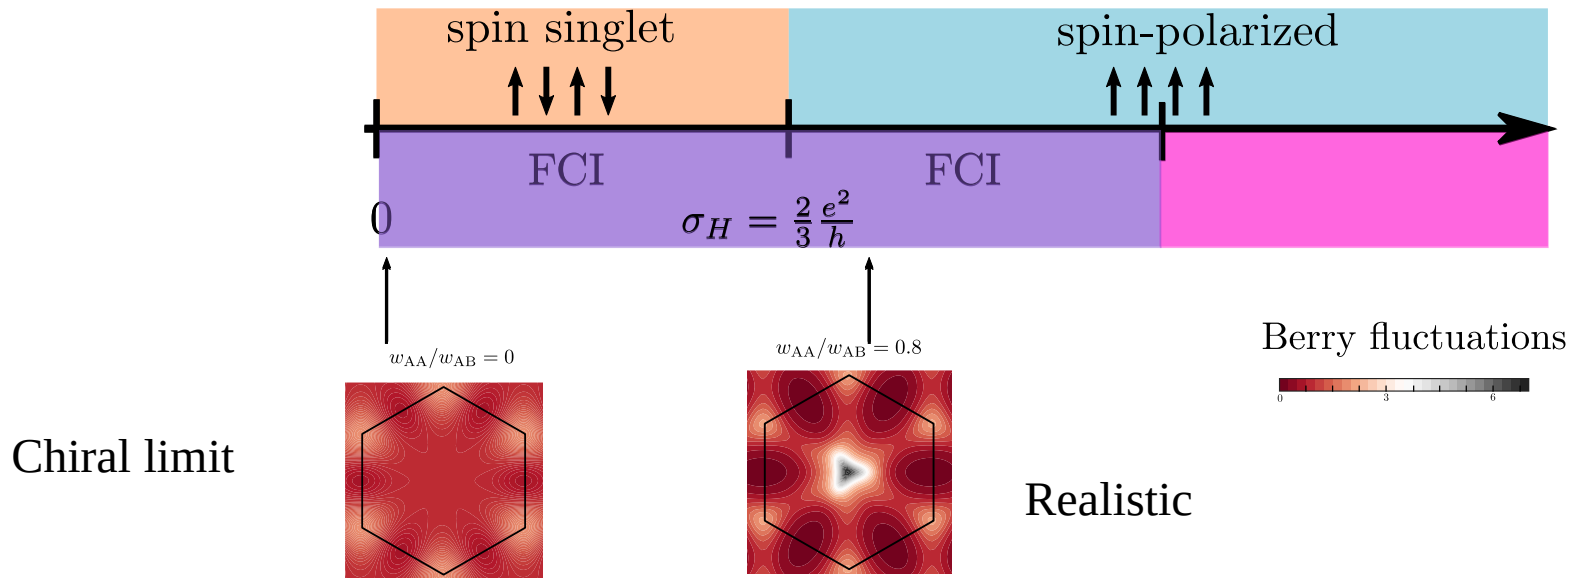 spin singlet
spin-polarized
FCI
FCI
0
σ_H = 2/3 e²/h
w_AA/w_AB = 0
w_AA/w_AB = 0.8
Berry fluctuations
0 3 6
Chiral limit
Realistic